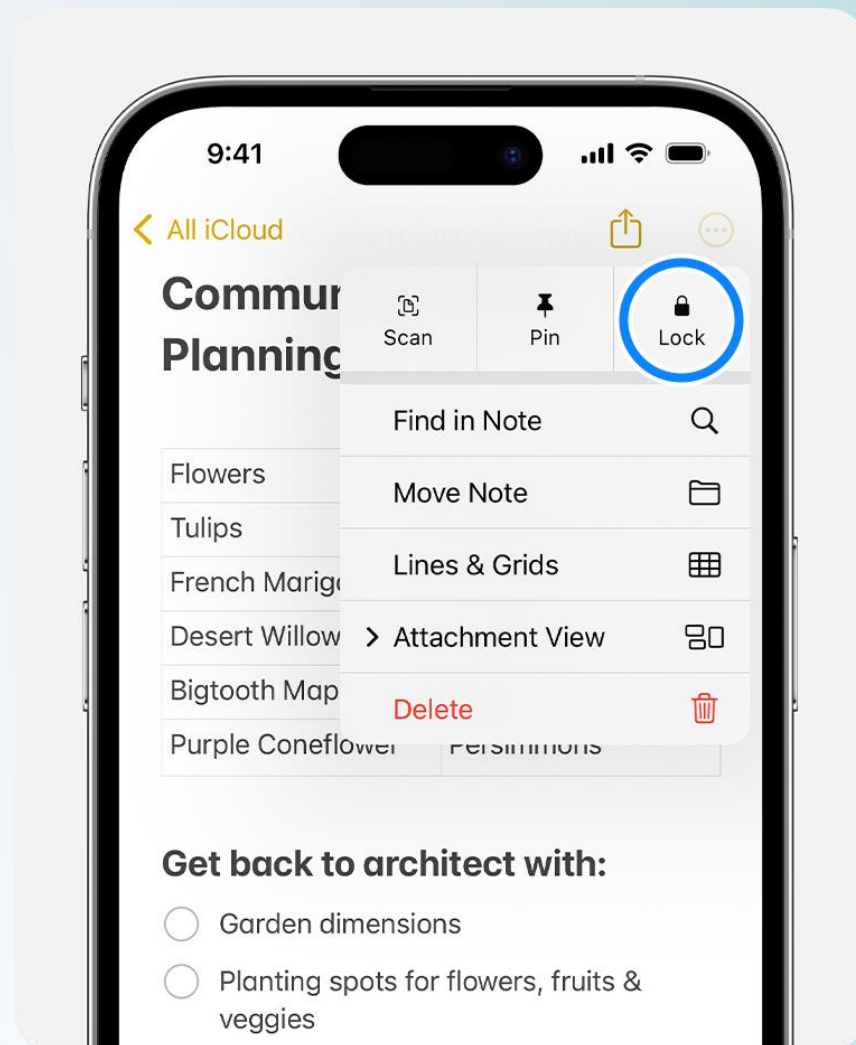 9:41
All iCloud
Commun
Planning
Scan
Pin
Lock
Find in Note
Move Note
Lines & Grids
Attachment View
Delete
Flowers
Tulips
French Marig
Desert Willow
Bigtooth Map
Purple Coneflower Persimmons
Get back to architect with:
Garden dimensions
Planting spots for flowers, fruits &
veggies